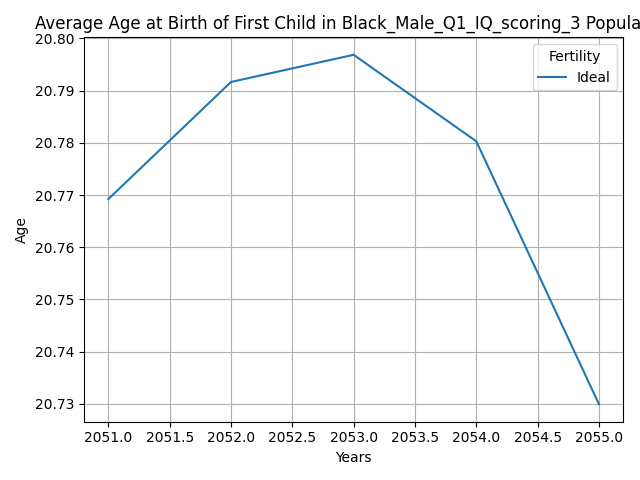 Average Age at Birth of First Child in Black_Male_Q1_IQ_scoring_3 Popula
20.80
20.79
20.78
20.77
20.76
20.75
20.74
20.73
Age
Fertility
Ideal
2051.0 2051.5 2052.0 2052.5 2053.0 2053.5 2054.0 2054.5 2055.0
Years